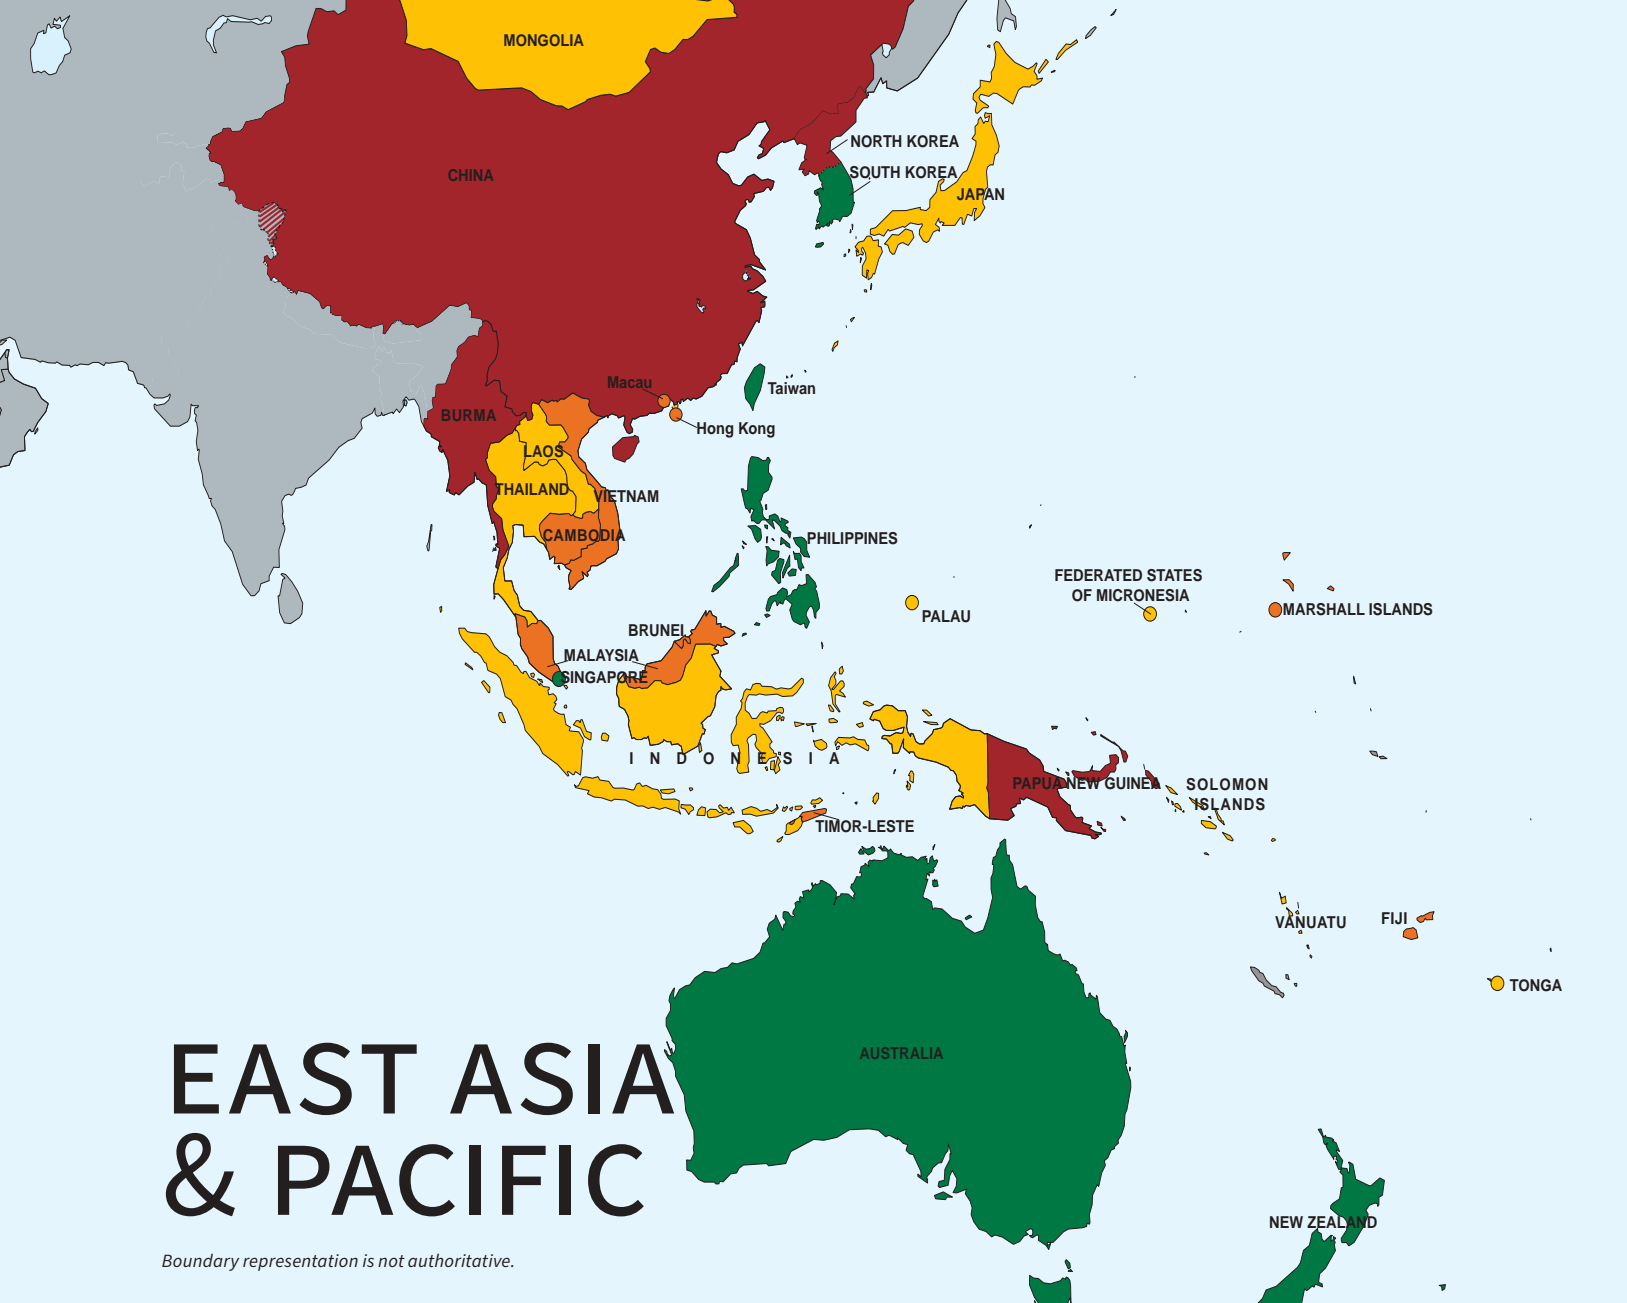 MONGOLIA
NORTH KOREA
SOUTH KOREA
CHINA
JAPAN
Macau
Taiwan
BURMA
Hong Kong
LAOS
THAILAND
VIETNAM
CAMBODIA
PHILIPPINES
FEDERATED STATES
OF MICRONESIA
MARSHALL ISLANDS
PALAU
BRUNEI
MALAYSIA
SINGAPORE
INDONESIA
PAPUA NEW GUINEA
SOLOMON
ISLANDS
TIMOR-LESTE
VANUATU
FIJI
TONGA
AUSTRALIA
EAST ASIA
& PACIFIC
NEW ZEALAND
Boundary representation is not authoritative.